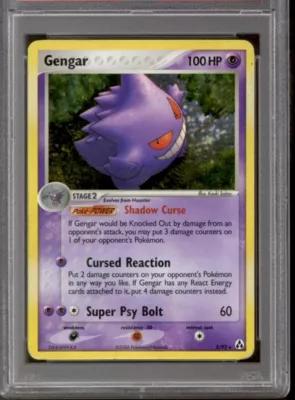 Gengar 100 HP
STAGE 2 Evolves from Haunter
Poké-POWER Shadow Curse
If Gengar would be Knocked Out by damage from an
opponent's attack, you may put 3 damage counters on
1 of your opponent's Pokémon.
Cursed Reaction
Put 2 damage counters on your opponent's Pokémon
in any way you like. If Gengar has any React Energy
cards attached to it, put 4 damage counters instead.
Super Psy Bolt 60
weakness resistance -30 retreat cost